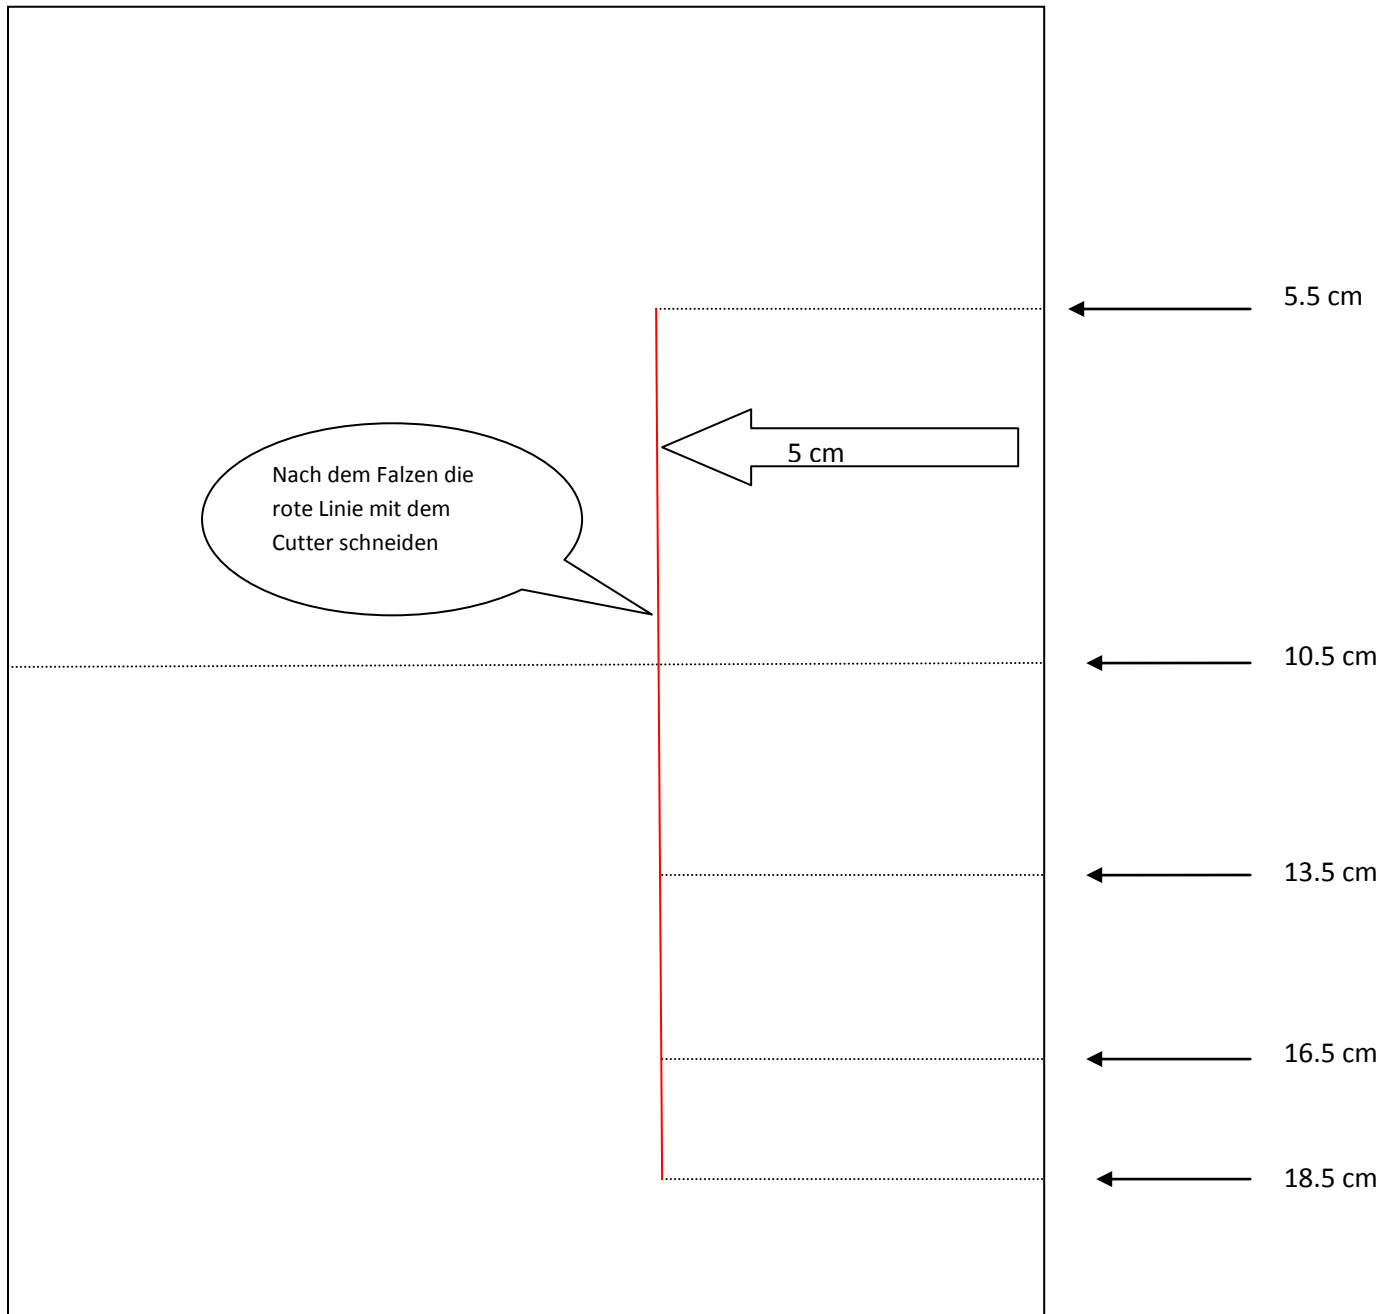 5.5 cm
5 cm
Nach dem Falzen die
rote Linie mit dem
Cutter schneiden
10.5 cm
13.5 cm
16.5 cm
18.5 cm